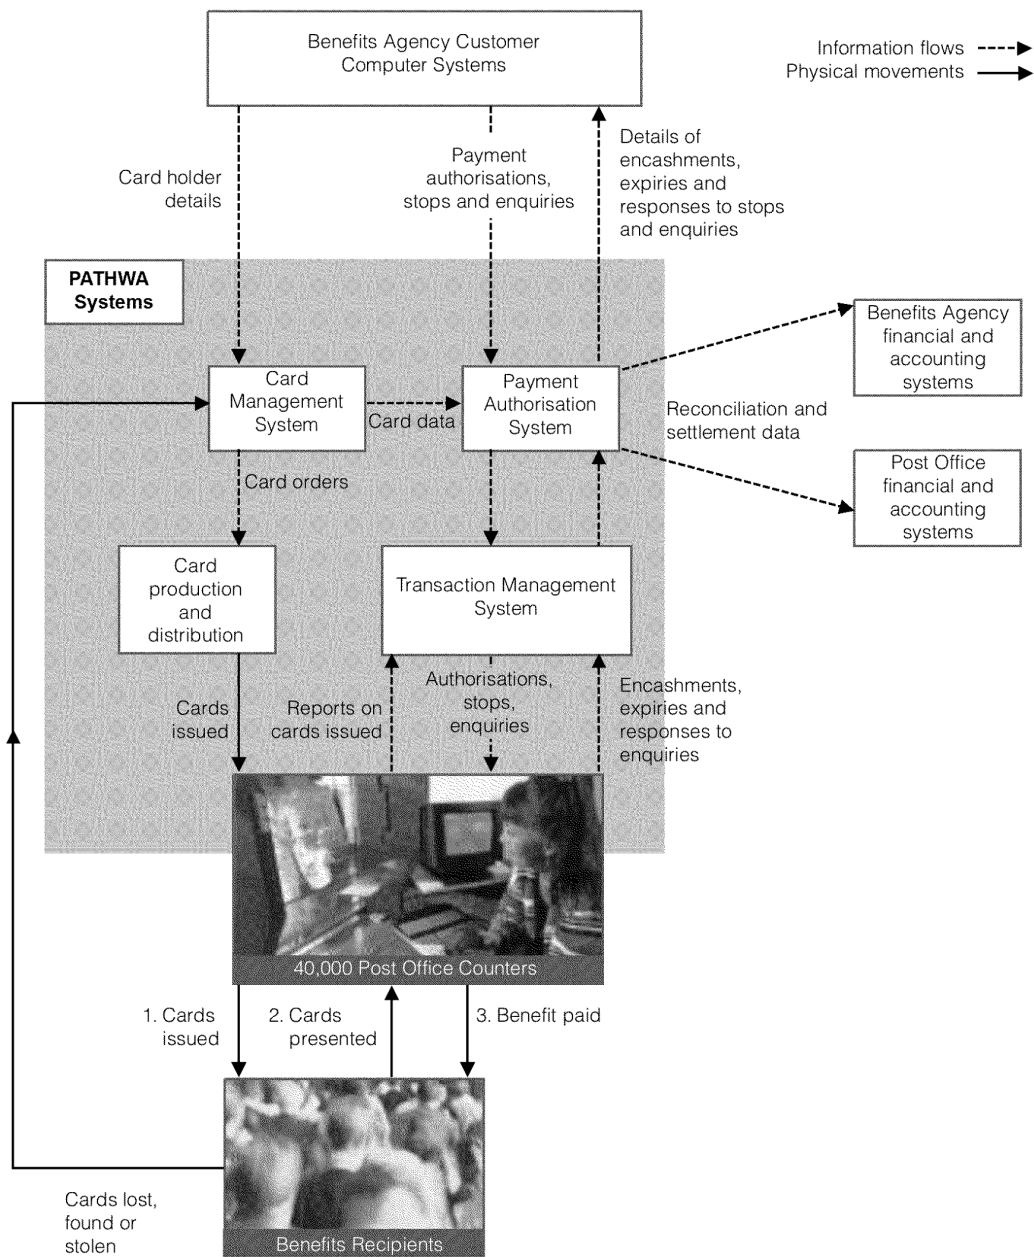 Benefits Agency Customer
Computer Systems
Information flows
Physical movements
Card holder
details
Payment
authorisations,
stops and enquiries
Details of
encashments,
expiries and
responses to stops
and enquiries
PATHWA
Systems
Benefits Agency
financial and
accounting
systems
Card
Management
System
Card data
Payment
Authorisation
System
Reconciliation and
settlement data
Post Office
financial and
accounting
systems
Card orders
Card
production
and
distribution
Transaction Management
System
Cards
issued
Reports on
cards issued
Authorisations,
stops,
enquiries
Encashments,
expiries and
responses to
enquiries
40,000 Post Office Counters
1. Cards
issued
2. Cards
presented
3. Benefit paid
Cards lost,
found or
stolen
Benefits Recipients